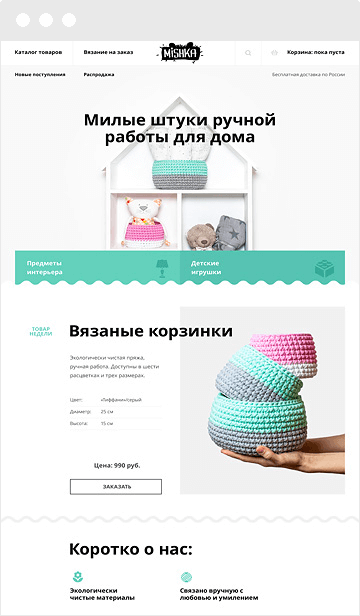 Каталог товаров
Вязание на заказ
MiSHKA
Корзина: пока пуста
Новые поступления
Распродажа
Бесплатная доставка по России
Милые штуки ручной
работы для дома
Предметы
интерьера
Детские
игрушки
ТОВАР
НЕДЕЛИ
Вязаные корзинки
Экологически чистая пряжа,
ручная работа. Доступны в шести
расцветках и трех размерах.
Цвет: «Тиффани»/серый
Диаметр: 25 см
Высота: 15 см
Цена: 990 руб.
ЗАКАЗАТЬ
Коротко о нас:
Экологически
чистые материалы
Связано вручную с
любовью и умилением